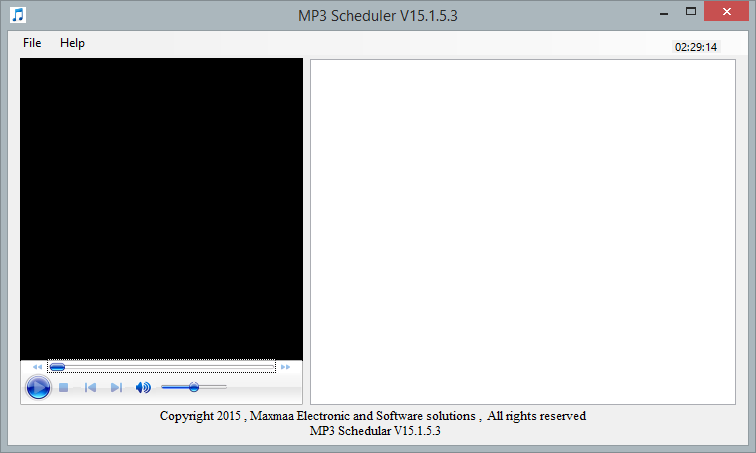 MP3 Scheduler V15.1.5.3
File Help
02:29:14
Copyright 2015 , Maxmaa Electronic and Software solutions , All rights reserved
MP3 Schedular V15.1.5.3